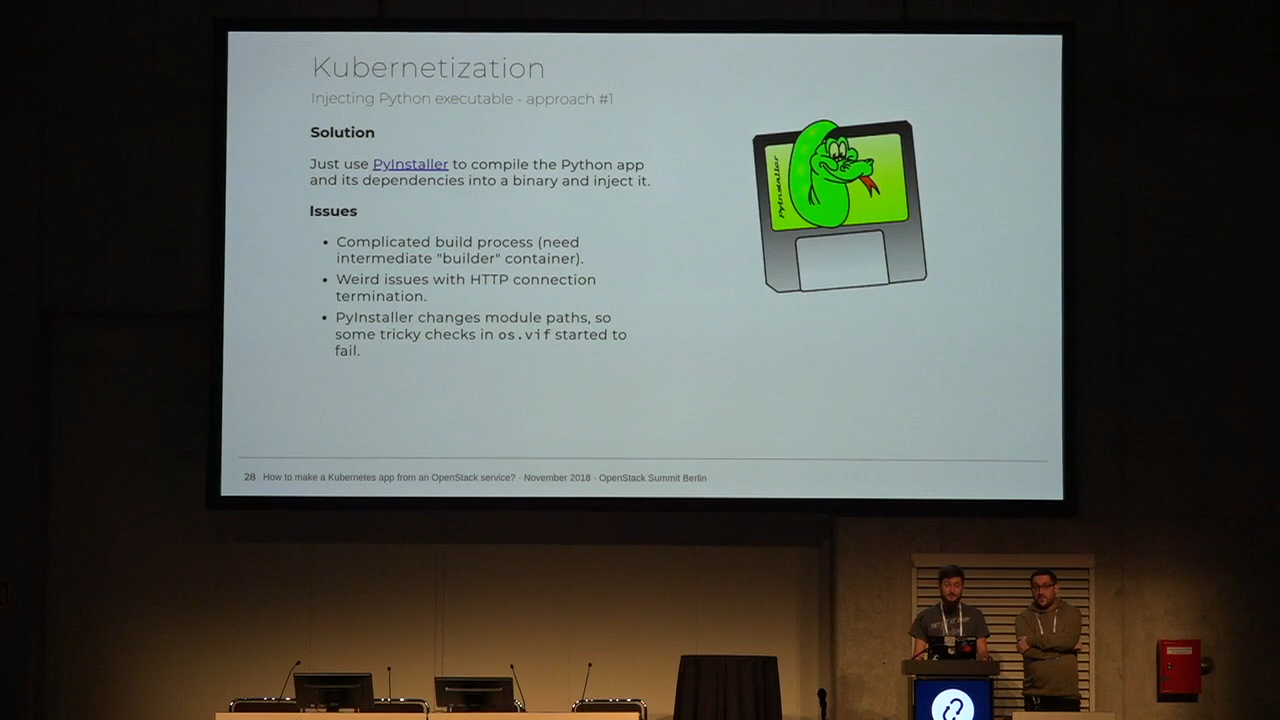 Kubernetization
Injecting Python executable - approach #1
Solution
Just use PyInstaller to compile the Python app
and its dependencies into a binary and inject it.
Issues
• Complicated build process (need
intermediate "builder" container).
• Weird issues with HTTP connection
termination.
• PyInstaller changes module paths, so
some tricky checks in os.vif started to
fail.
PyInstaller
28 How to make a Kubernetes app from an OpenStack service? · November 2018 · OpenStack Summit Berlin